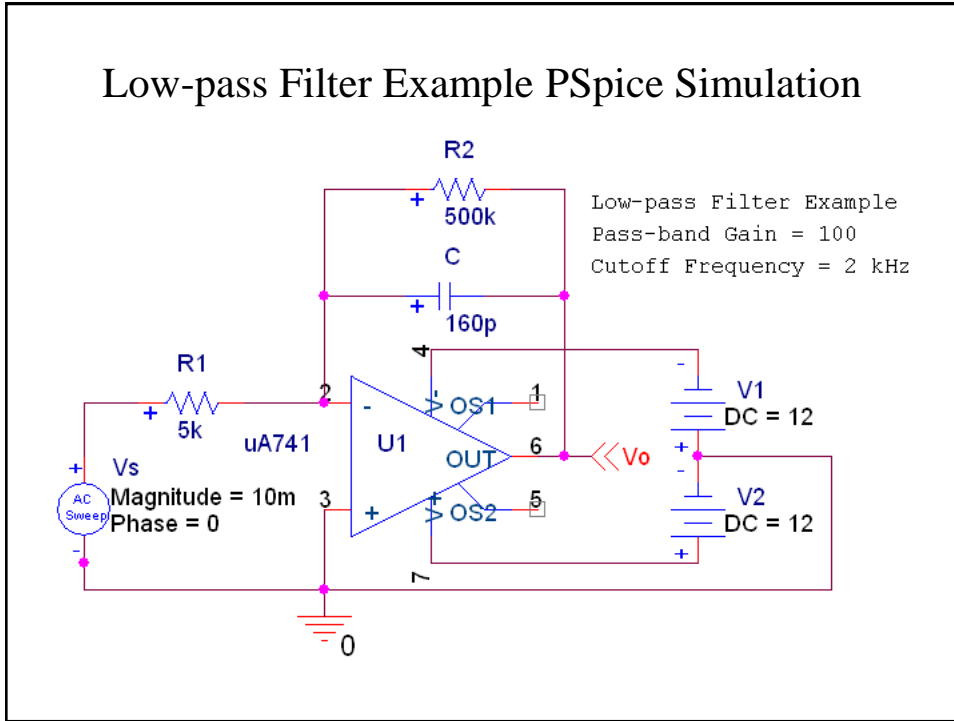 Low-pass Filter Example PSpice Simulation
R2
+
500k
Low-pass Filter Example
Pass-band Gain = 100
Cutoff Frequency = 2 kHz
C
+
160p
R1
+
5k
2
-
4
V-
OS1
1
uA741
U1
OUT
6
Vo
3
+
V+
OS2
5
7
-
V1
DC = 12
+
-
V2
DC = 12
+
+
Vs
AC
Sweep
Magnitude = 10m
Phase = 0
-
0